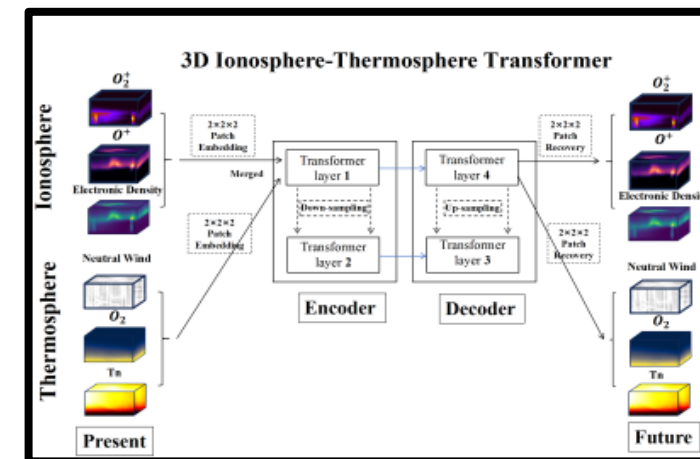 3D Ionosphere-Thermosphere Transformer
Ionosphere
Thermosphere
O₂⁺
O⁺
Electronic Density
Neutral Wind
O₂
Tn
Present
2×2×2
Patch
Embedding
Merged
2×2×2
Patch
Embedding
Transformer
layer 1
Down-sampling
Transformer
layer 2
Encoder
Transformer
layer 4
Up-sampling
Transformer
layer 3
Decoder
2×2×2
Patch
Recovery
2×2×2
Patch
Recovery
O₂⁺
O⁺
Electronic Densi
Neutral Wind
O₂
Tn
Future